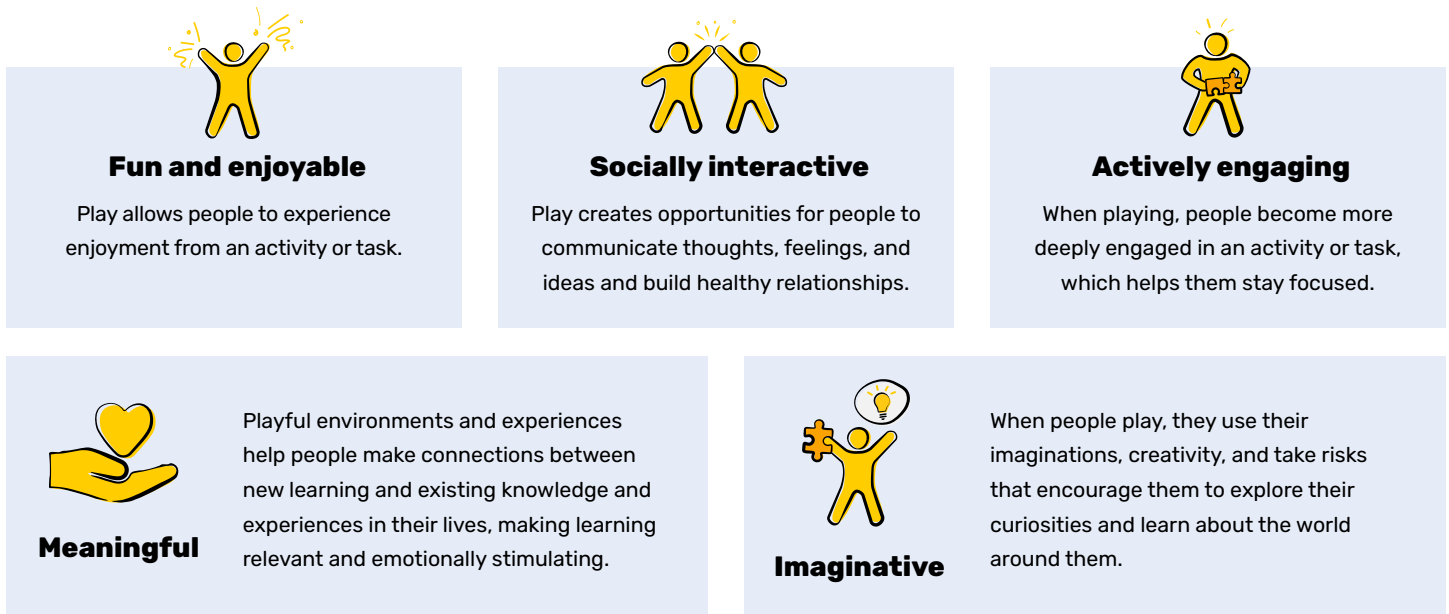 Fun and enjoyable
Play allows people to experience
enjoyment from an activity or task.
Socially interactive
Play creates opportunities for people to
communicate thoughts, feelings, and
ideas and build healthy relationships.
Actively engaging
When playing, people become more
deeply engaged in an activity or task,
which helps them stay focused.
Meaningful
Playful environments and experiences
help people make connections between
new learning and existing knowledge and
experiences in their lives, making learning
relevant and emotionally stimulating.
Imaginative
When people play, they use their
imaginations, creativity, and take risks
that encourage them to explore their
curiosities and learn about the world
around them.